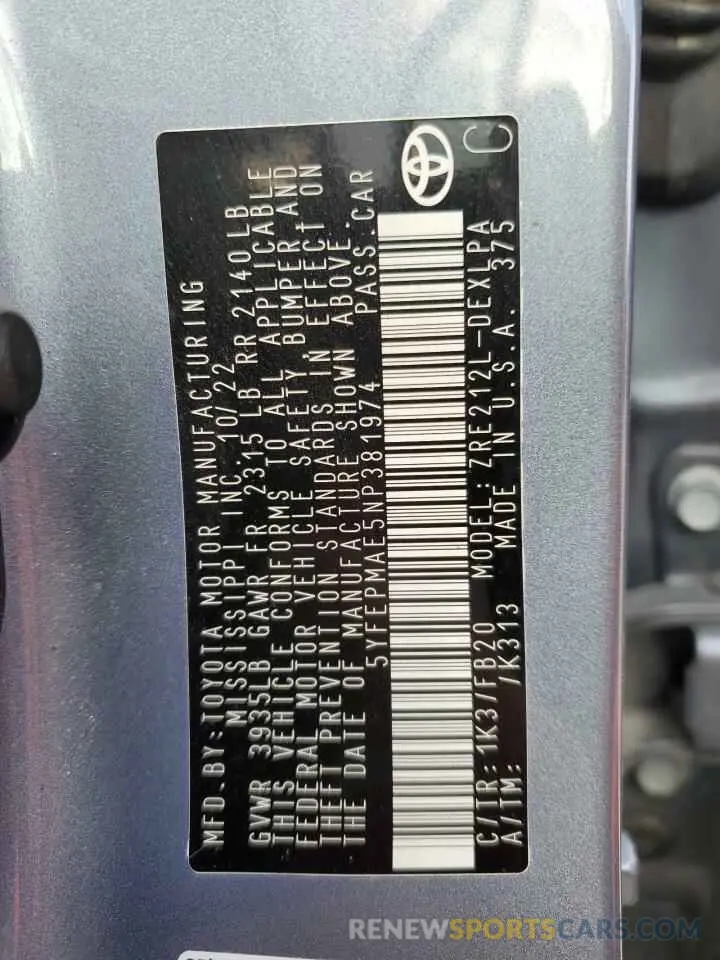 MFD.BY:TOYOTA MOTOR MANUFACTURING
MISSISSIPPI INC. 10/22
GVWR 3935LB GAWR FR 2315 LB RR 2140LB
THIS VEHICLE CONFORMS TO ALL APPLICABLE
FEDERAL MOTOR VEHICLE SAFETY, BUMPER AND
THEFT PREVENTION STANDARDS IN EFFECT ON
THE DATE OF MANUFACTURE SHOWN ABOVE.
5YFEPMAE5NP381974 PASS.CAR
C/TR:1K3/FB20 MODEL:ZRE212L-DEXLPA
A/TM: /K313 MADE IN U.S.A. 375
C
RENEWSPORTSCARS.COM